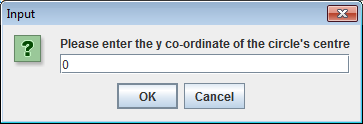 Input
Please enter the y co-ordinate of the circle's centre
?
0
OK
Cancel